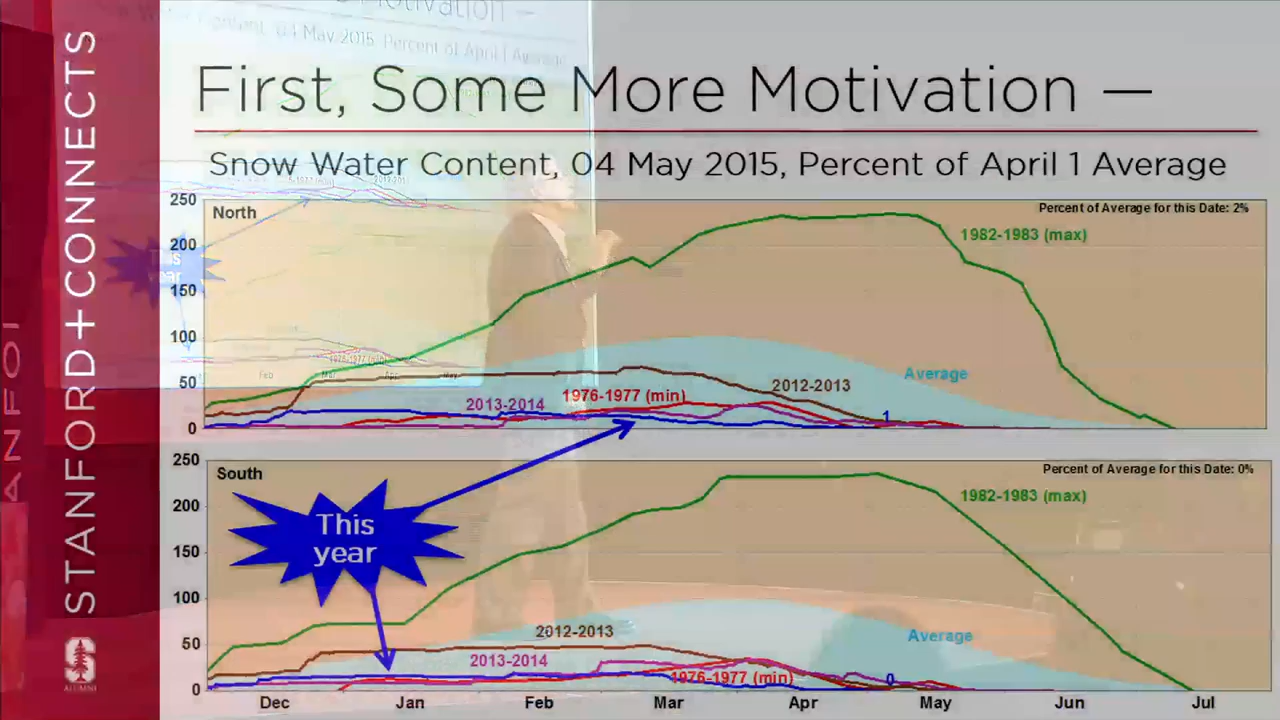 First, Some More Motivation —
Snow Water Content, 04 May 2015, Percent of April 1 Average
STANFORD+CONNECTS
ALUMNI
North
Percent of Average for this Date: 2%
250
200
150
100
50
0
1982-1983 (max)
Average
2012-2013
1976-1977 (min)
2013-2014
1
South
Percent of Average for this Date: 0%
250
200
150
100
50
0
1982-1983 (max)
This
year
Average
2012-2013
2013-2014
1976-1977 (min)
0
Dec Jan Feb Mar Apr May Jun Jul